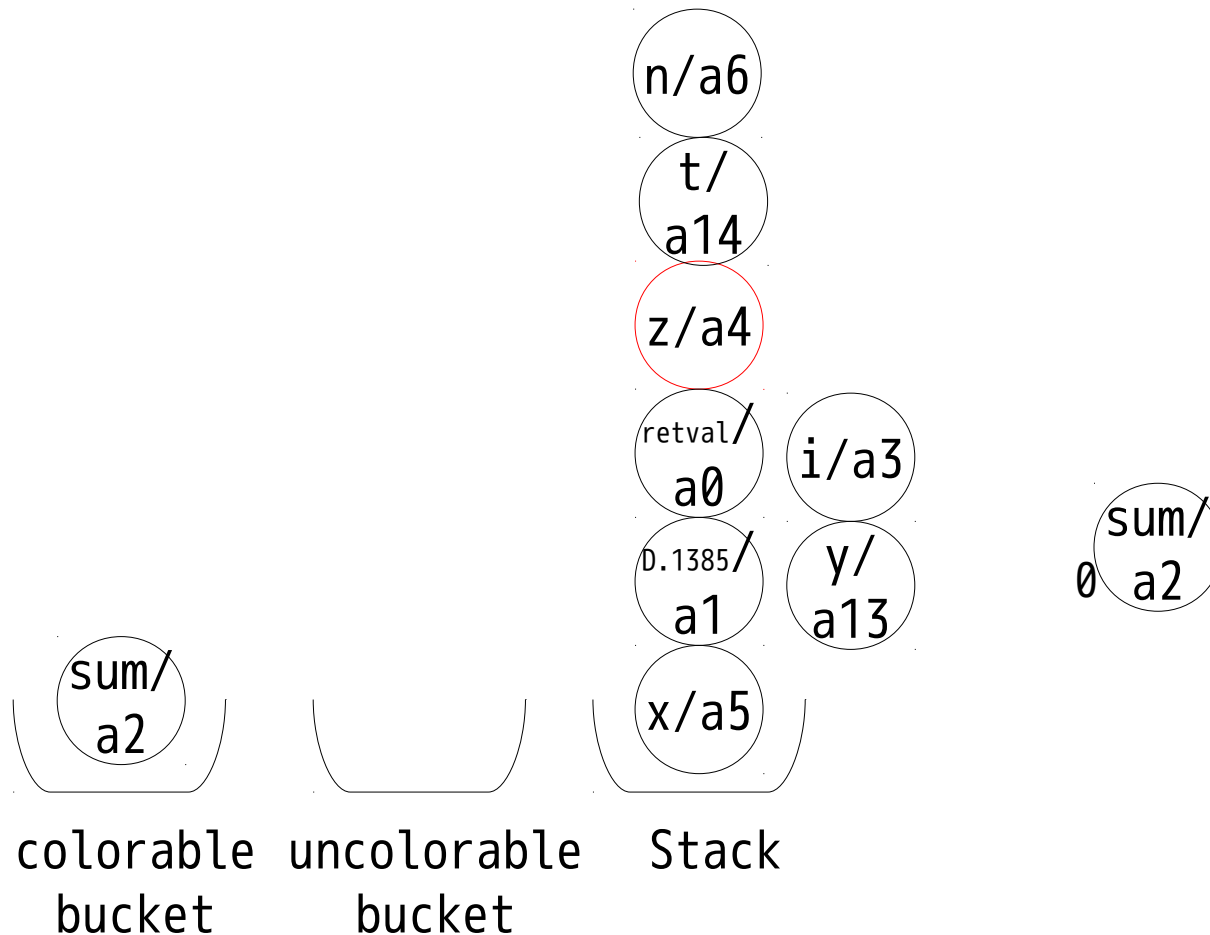 n/a6
t/
a14
z/a4
retval/
a0
i/a3
D.1385/
a1
y/
a13
sum/
a2
0
sum/
a2
x/a5
colorable
bucket
uncolorable
bucket
Stack